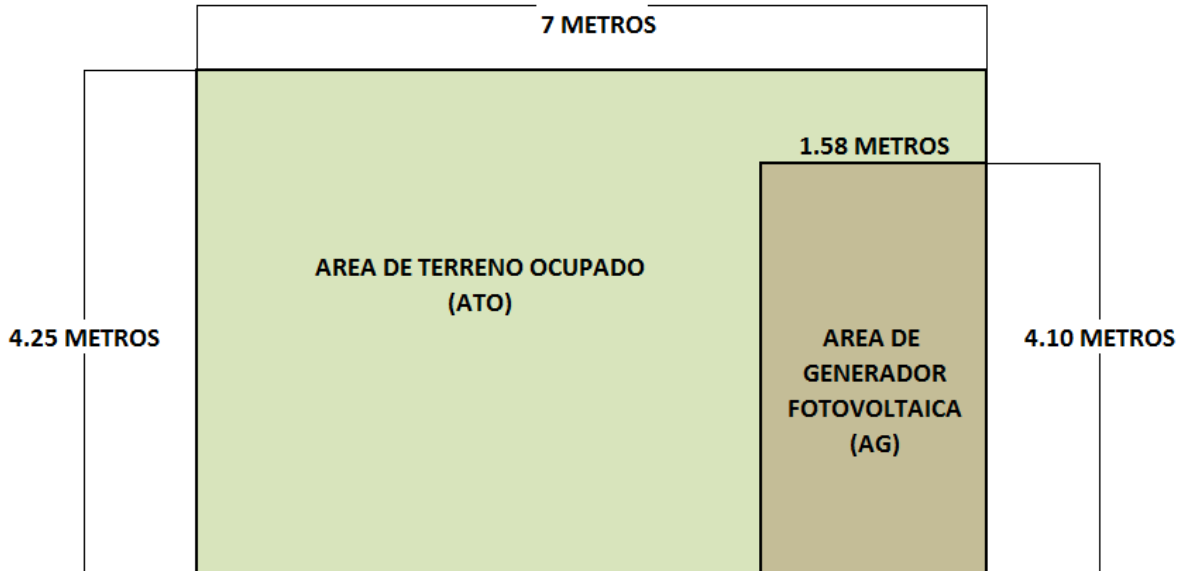 7 METROS
1.58 METROS
AREA DE TERRENO OCUPADO
(ATO)
4.25 METROS
AREA DE
GENERADOR
FOTOVOLTAICA
(AG)
4.10 METROS